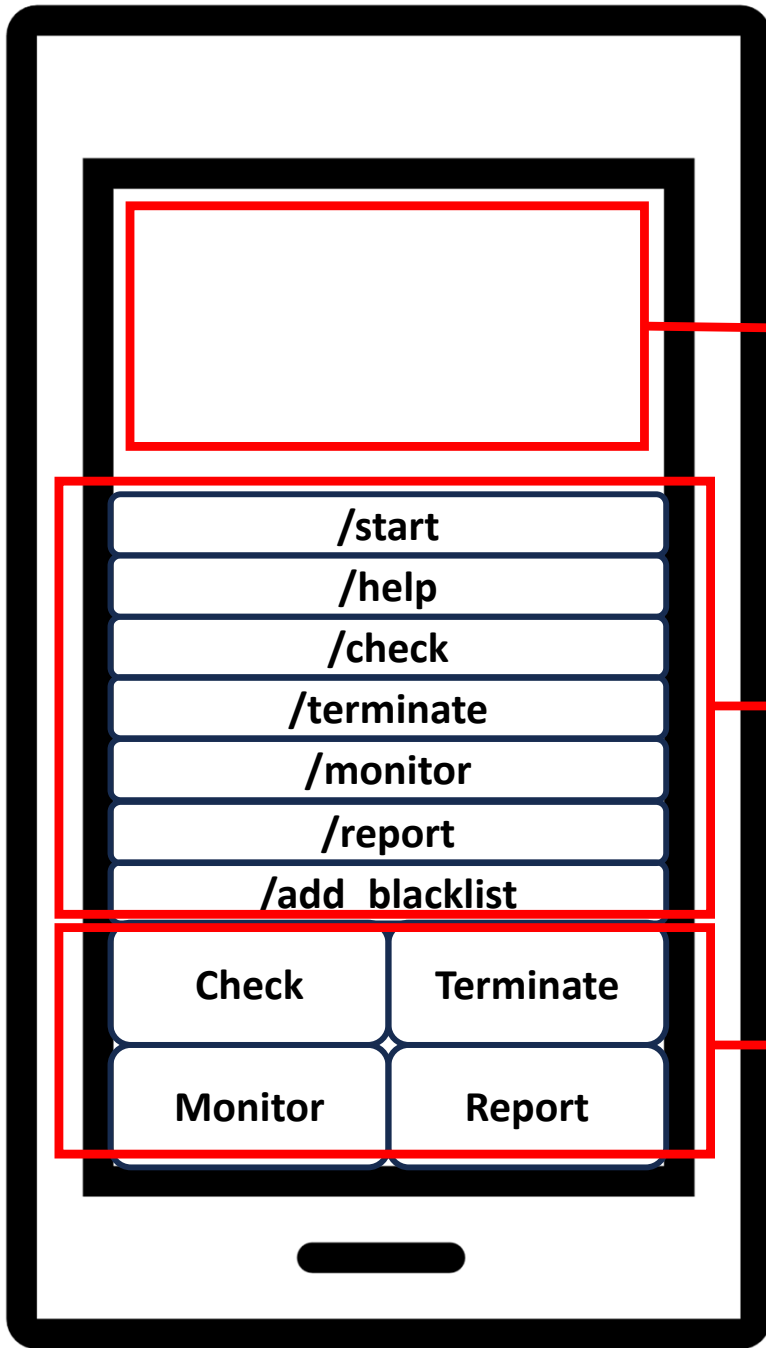 /start
/help
/check
/terminate
/monitor
/report
/add_blacklist
Check Terminate
Monitor Report